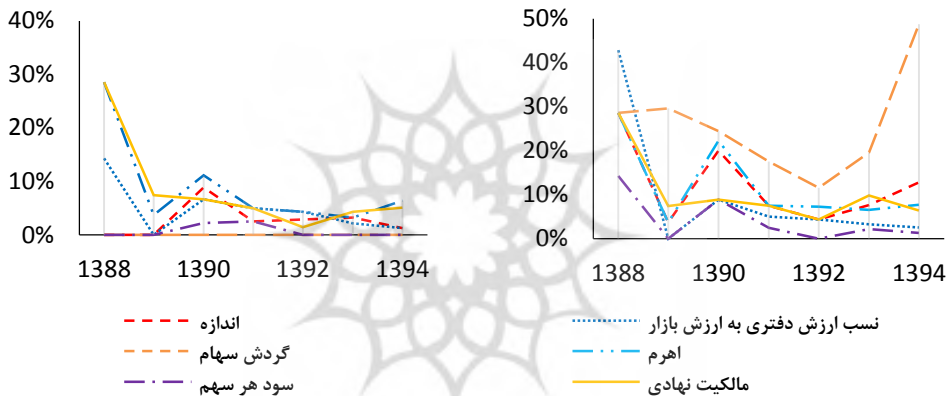 40%
30%
20%
10%
0%
1388 1390 1392 1394
50%
40%
30%
20%
10%
0%
1388 1390 1392 1394
اندازه
نسب ارزش دفتری به ارزش بازار
گردش سهام
اهرم
سود هر سهم
مالکیت نهادی